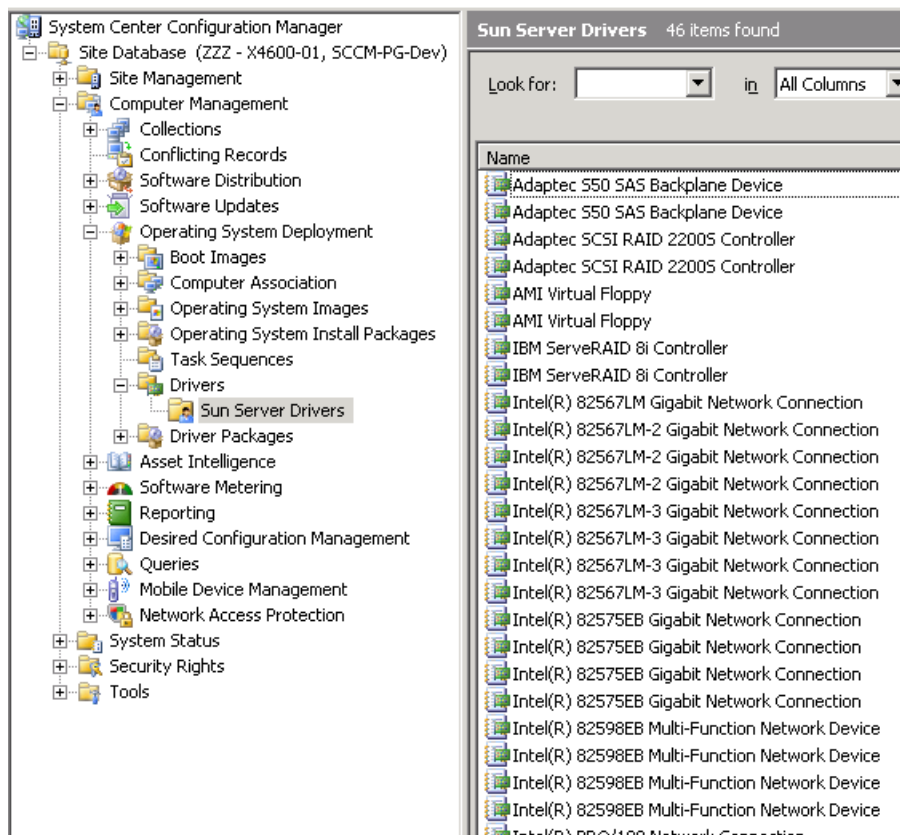 System Center Configuration Manager
Site Database (ZZZ - X4600-01, SCCM-PG-Dev)
Site Management
Computer Management
Collections
Conflicting Records
Software Distribution
Software Updates
Operating System Deployment
Boot Images
Computer Association
Operating System Images
Operating System Install Packages
Task Sequences
Drivers
Sun Server Drivers
Driver Packages
Asset Intelligence
Software Metering
Reporting
Desired Configuration Management
Queries
Mobile Device Management
Network Access Protection
System Status
Security Rights
Tools
Sun Server Drivers 46 items found
Look for: in All Columns
Name
Adaptec S50 SAS Backplane Device
Adaptec S50 SAS Backplane Device
Adaptec SCSI RAID 2200S Controller
Adaptec SCSI RAID 2200S Controller
AMI Virtual Floppy
AMI Virtual Floppy
IBM ServeRAID 8i Controller
IBM ServeRAID 8i Controller
Intel(R) 82567LM Gigabit Network Connection
Intel(R) 82567LM-2 Gigabit Network Connection
Intel(R) 82567LM-2 Gigabit Network Connection
Intel(R) 82567LM-2 Gigabit Network Connection
Intel(R) 82567LM-3 Gigabit Network Connection
Intel(R) 82567LM-3 Gigabit Network Connection
Intel(R) 82567LM-3 Gigabit Network Connection
Intel(R) 82567LM-3 Gigabit Network Connection
Intel(R) 82575EB Gigabit Network Connection
Intel(R) 82575EB Gigabit Network Connection
Intel(R) 82575EB Gigabit Network Connection
Intel(R) 82575EB Gigabit Network Connection
Intel(R) 82598EB Multi-Function Network Device
Intel(R) 82598EB Multi-Function Network Device
Intel(R) 82598EB Multi-Function Network Device
Intel(R) 82598EB Multi-Function Network Device
Intel(R) PRO/100 Network Connection